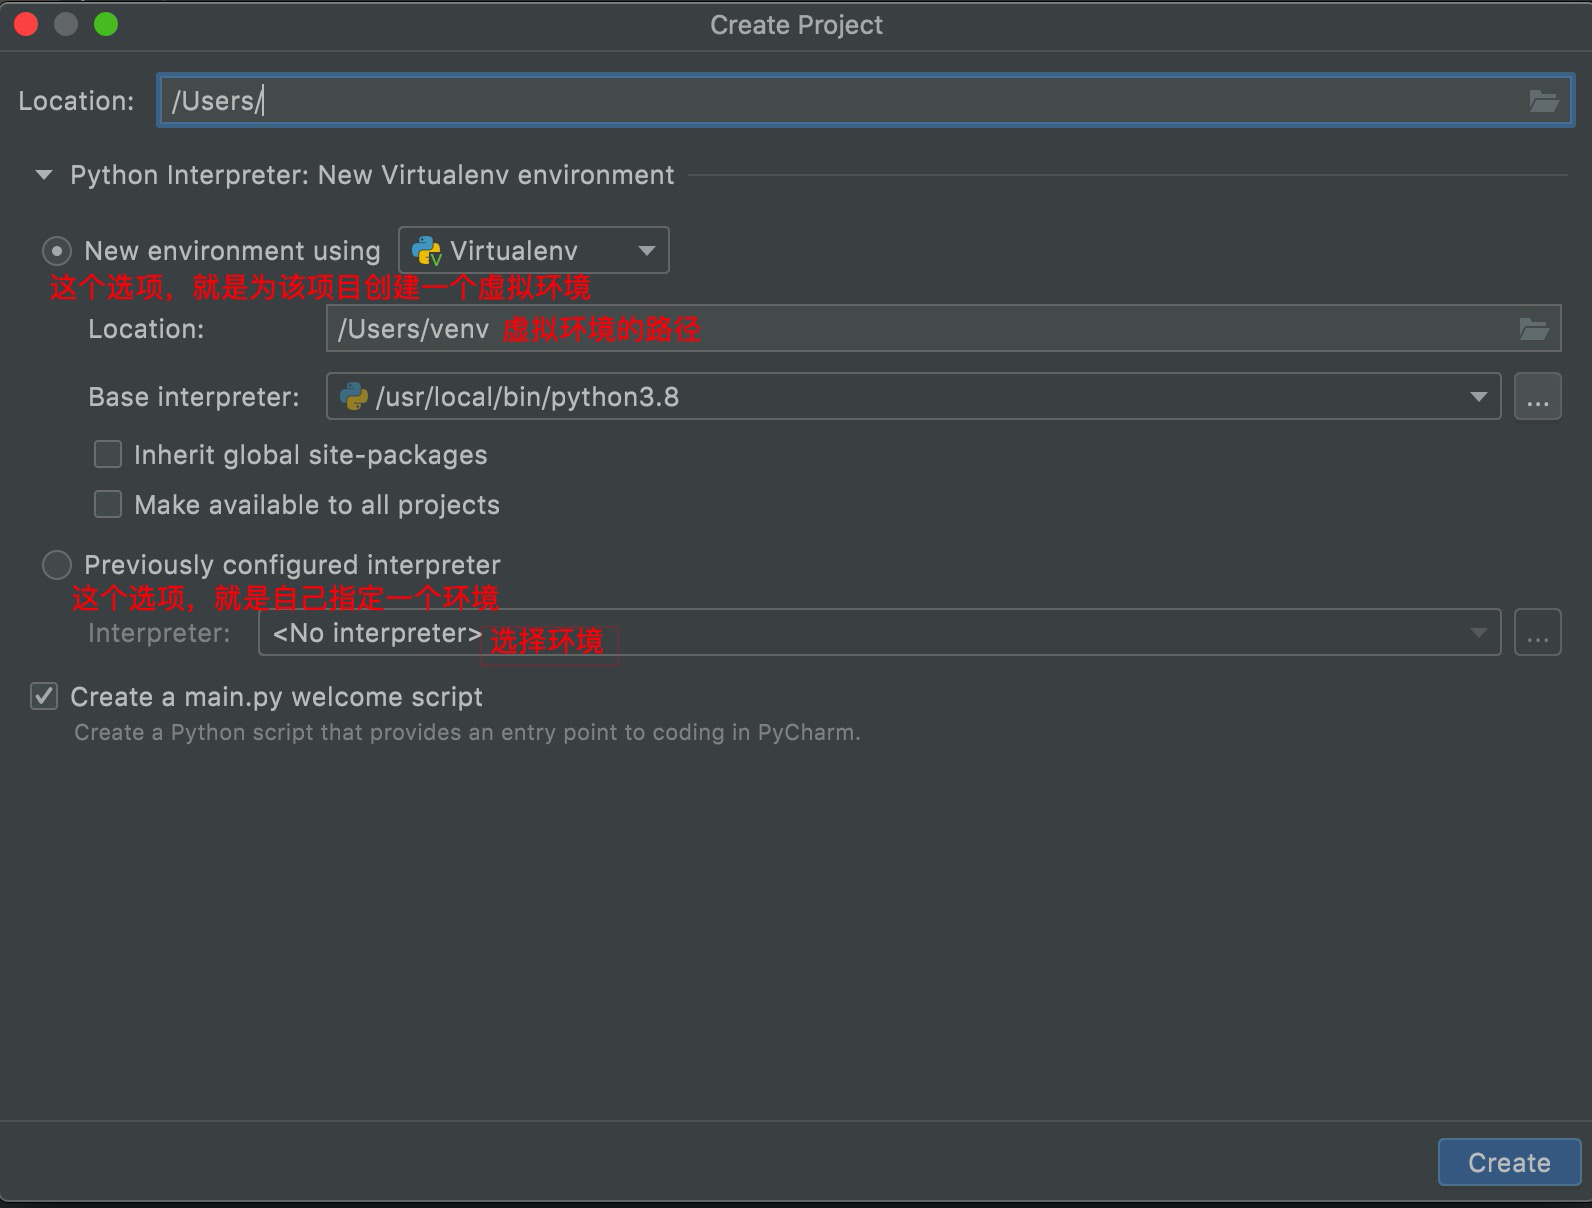 Create Project
Location: /Users/
Python Interpreter: New Virtualenv environment
New environment using Virtualenv
这个选项，就是为该项目创建一个虚拟环境
Location: /Users/venv 虚拟环境的路径
Base interpreter: /usr/local/bin/python3.8 ...
Inherit global site-packages
Make available to all projects
Previously configured interpreter
这个选项，就是自己指定一个环境
Interpreter: <No interpreter> 选择环境 ...
Create a main.py welcome script
Create a Python script that provides an entry point to coding in PyCharm.
Create